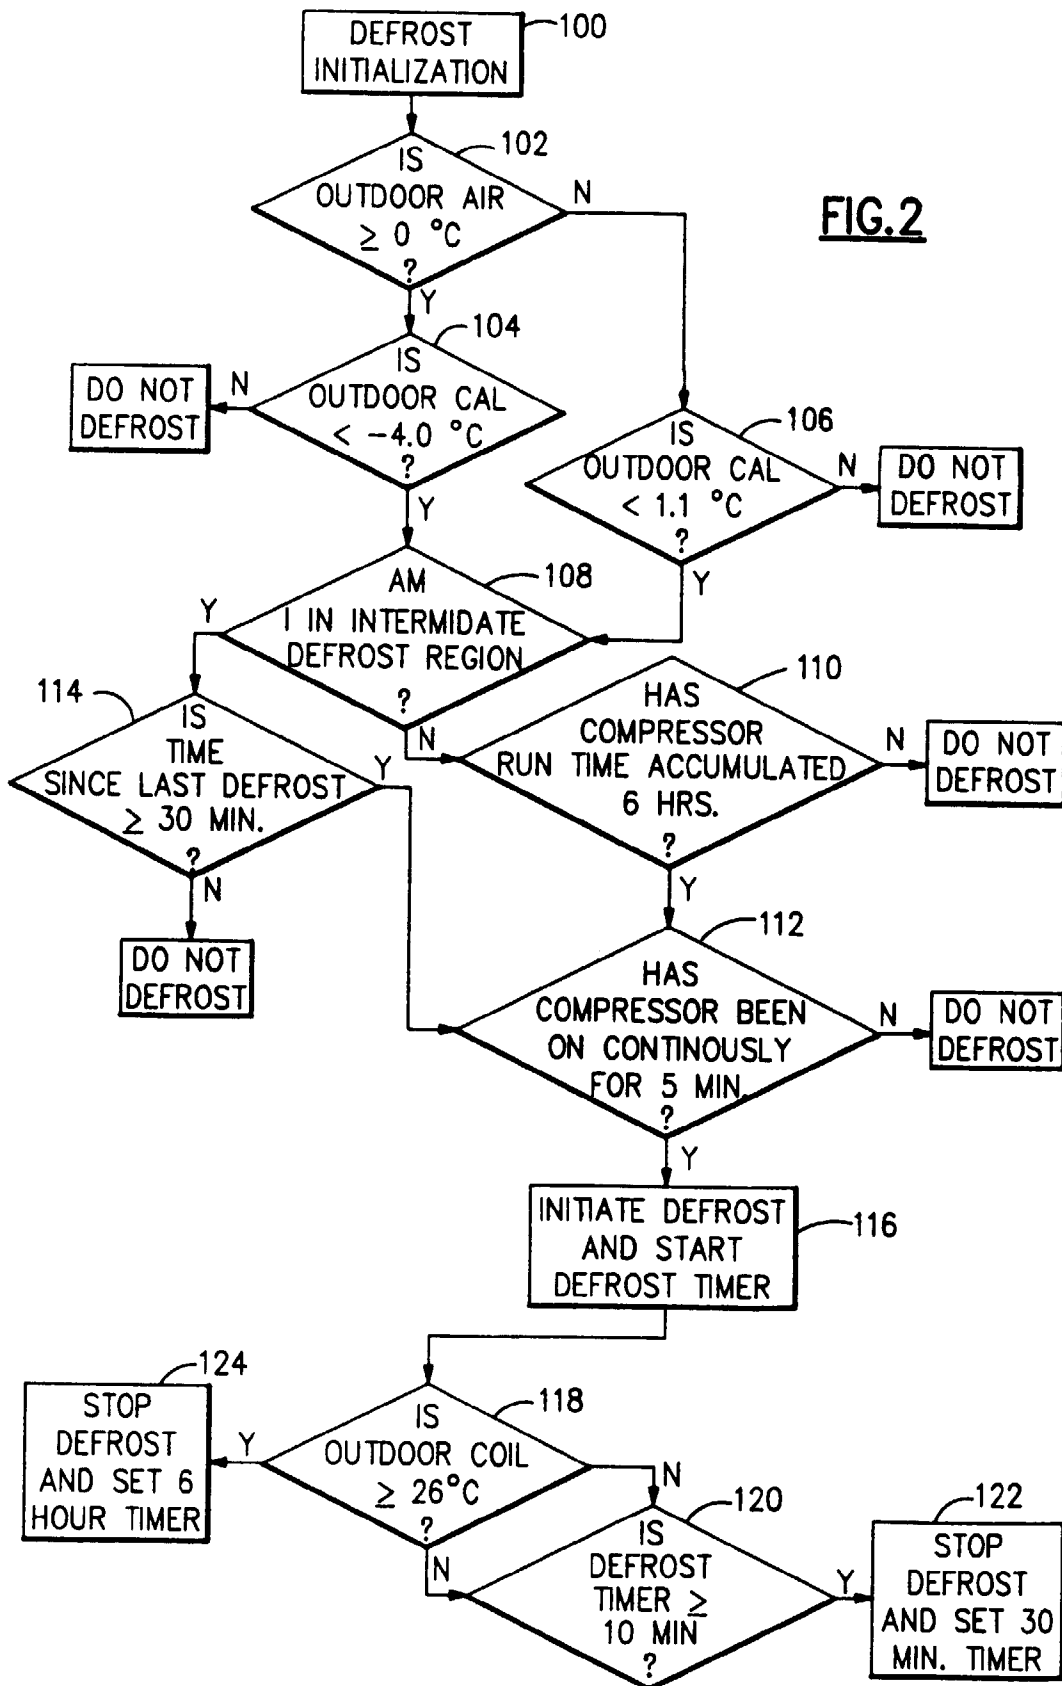 DEFROST
INITIALIZATION
100
IS
OUTDOOR AIR
≥ 0 °C
?
102
N
Y
FIG.2
IS
OUTDOOR CAL
< -4.0 °C
?
104
N
Y
DO NOT
DEFROST
IS
OUTDOOR CAL
< 1.1 °C
?
106
N
Y
DO NOT
DEFROST
AM
I IN INTERMIDATE
DEFROST REGION
?
108
Y
N
HAS
COMPRESSOR
RUN TIME ACCUMULATED
6 HRS.
?
110
N
Y
DO NOT
DEFROST
IS
TIME
SINCE LAST DEFROST
≥ 30 MIN.
?
114
Y
N
DO NOT
DEFROST
HAS
COMPRESSOR BEEN
ON CONTINOUSLY
FOR 5 MIN.
?
112
N
Y
DO NOT
DEFROST
INITIATE DEFROST
AND START
DEFROST TIMER
116
IS
OUTDOOR COIL
≥ 26°C
?
118
Y
N
N
STOP
DEFROST
AND SET 6
HOUR TIMER
124
IS
DEFROST
TIMER ≥
10 MIN
?
120
Y
STOP
DEFROST
AND SET 30
MIN. TIMER
122